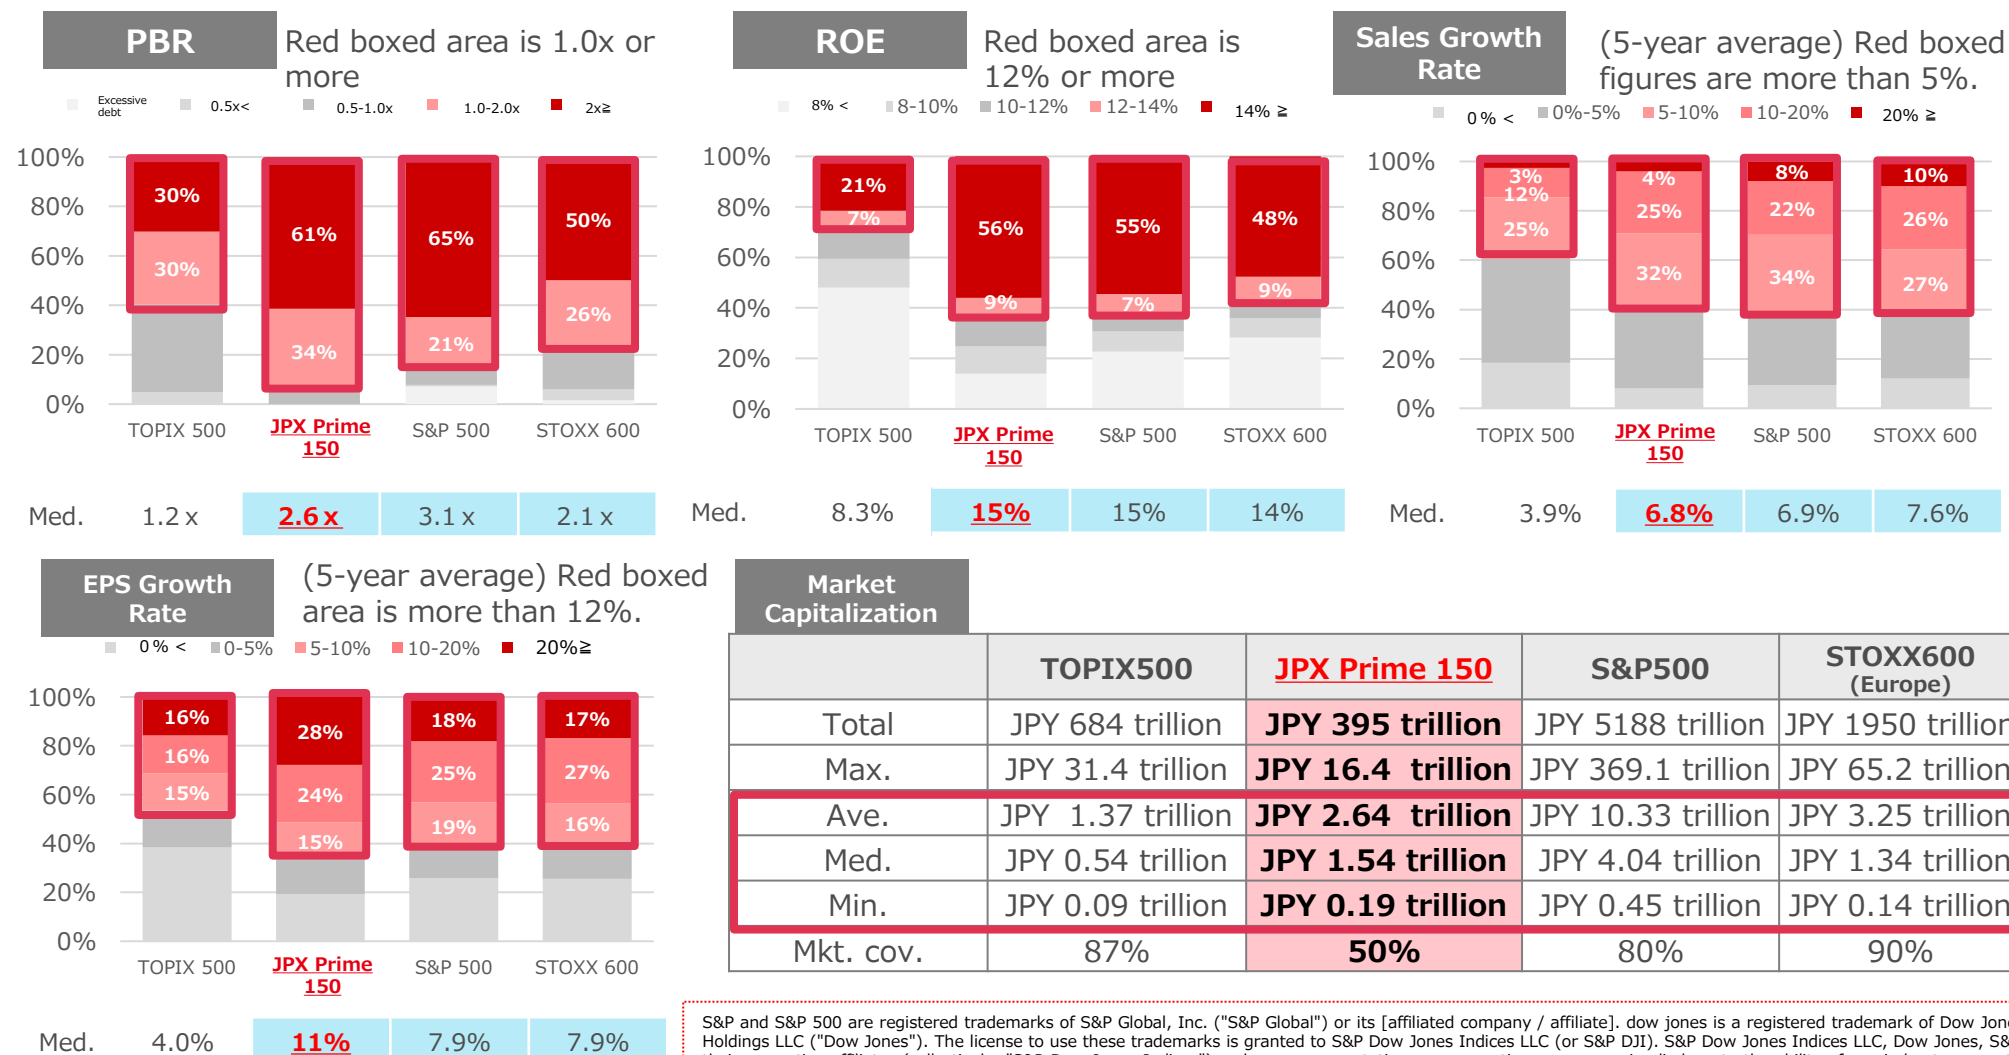 PBR
Red boxed area is 1.0x or
more
Excessive
debt
0.5x<
0.5-1.0x
1.0-2.0x
2x≧
100%
80%
60%
40%
20%
0%
30%
30%
61%
34%
65%
21%
50%
26%
TOPIX 500
JPX Prime
150
S&P 500
STOXX 600
Med.
1.2 x
2.6 x
3.1 x
2.1 x
ROE
Red boxed area is
12% or more
8% <
8-10%
10-12%
12-14%
14% ≧
100%
80%
60%
40%
20%
0%
21%
7%
56%
9%
55%
7%
48%
9%
TOPIX 500
JPX Prime
150
S&P 500
STOXX 600
Med.
8.3%
15%
15%
14%
Sales Growth
Rate
(5-year average) Red boxed
figures are more than 5%.
0 % <
0%-5%
5-10%
10-20%
20% ≧
100%
80%
60%
40%
20%
0%
3%
12%
25%
4%
25%
32%
8%
22%
34%
10%
26%
27%
TOPIX 500
JPX Prime
150
S&P 500
STOXX 600
Med.
3.9%
6.8%
6.9%
7.6%
EPS Growth
Rate
(5-year average) Red boxed
area is more than 12%.
0 % <
0-5%
5-10%
10-20%
20%≧
100%
80%
60%
40%
20%
0%
16%
16%
15%
28%
24%
15%
18%
25%
19%
17%
27%
16%
TOPIX 500
JPX Prime
150
S&P 500
STOXX 600
Med.
4.0%
11%
7.9%
7.9%
Market
Capitalization
TOPIX500
JPX Prime 150
S&P500
STOXX600
(Europe)
Total JPY 684 trillion JPY 395 trillion JPY 5188 trillion JPY 1950 trillion
Max. JPY 31.4 trillion JPY 16.4 trillion JPY 369.1 trillion JPY 65.2 trillion
Ave. JPY 1.37 trillion JPY 2.64 trillion JPY 10.33 trillion JPY 3.25 trillion
Med. JPY 0.54 trillion JPY 1.54 trillion JPY 4.04 trillion JPY 1.34 trillion
Min. JPY 0.09 trillion JPY 0.19 trillion JPY 0.45 trillion JPY 0.14 trillion
Mkt. cov. 87% 50% 80% 90%
S&P and S&P 500 are registered trademarks of S&P Global, Inc. ("S&P Global") or its [affiliated company / affiliate]. dow jones is a registered trademark of Dow Jon
Holdings LLC ("Dow Jones"). The license to use these trademarks is granted to S&P Dow Jones Indices LLC (or S&P DJI). S&P Dow Jones Indices LLC, Dow Jones, S&